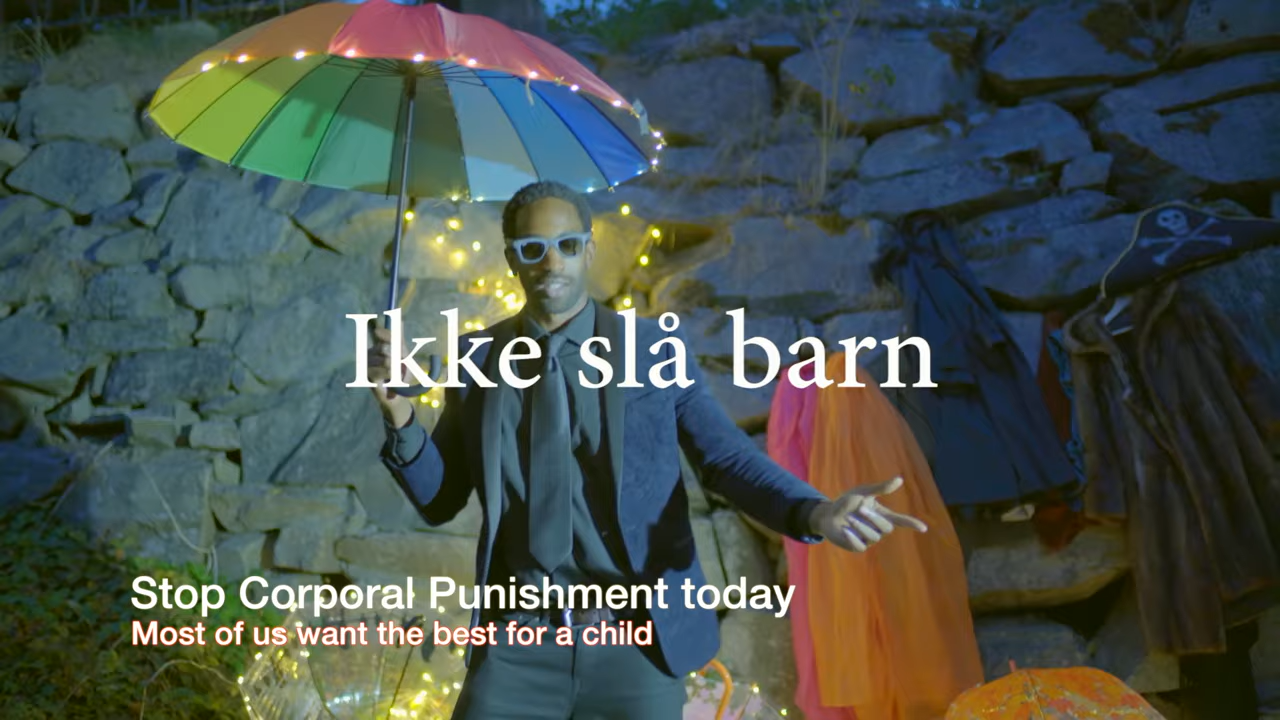 Ikke slå barn
Stop Corporal Punishment today
Most of us want the best for a child